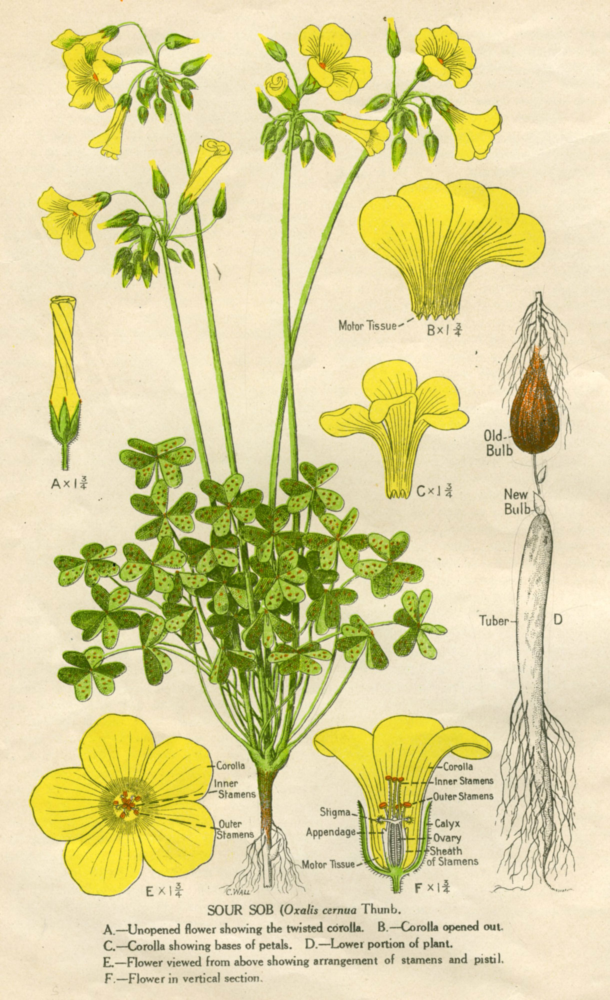 Motor Tissue
B×1 3/4
A×1 3/4
C×1 3/4
Old
Bulb
New
Bulb
Tuber
D
Corolla
Inner
Stamens
Outer
Stamens
E ×1 3/4
Corolla
Inner Stamens
Outer Stamens
Stigma
Calyx
Appendage
Ovary
Sheath
of Stamens
Motor Tissue
F ×1 3/4
C. WALL
SOUR SOB (Oxalis cernua Thunb.
A.—Unopened flower showing the twisted corolla. B.—Corolla opened out.
C.—Corolla showing bases of petals. D.—Lower portion of plant.
E.—Flower viewed from above showing arrangement of stamens and pistil.
F.—Flower in vertical section.